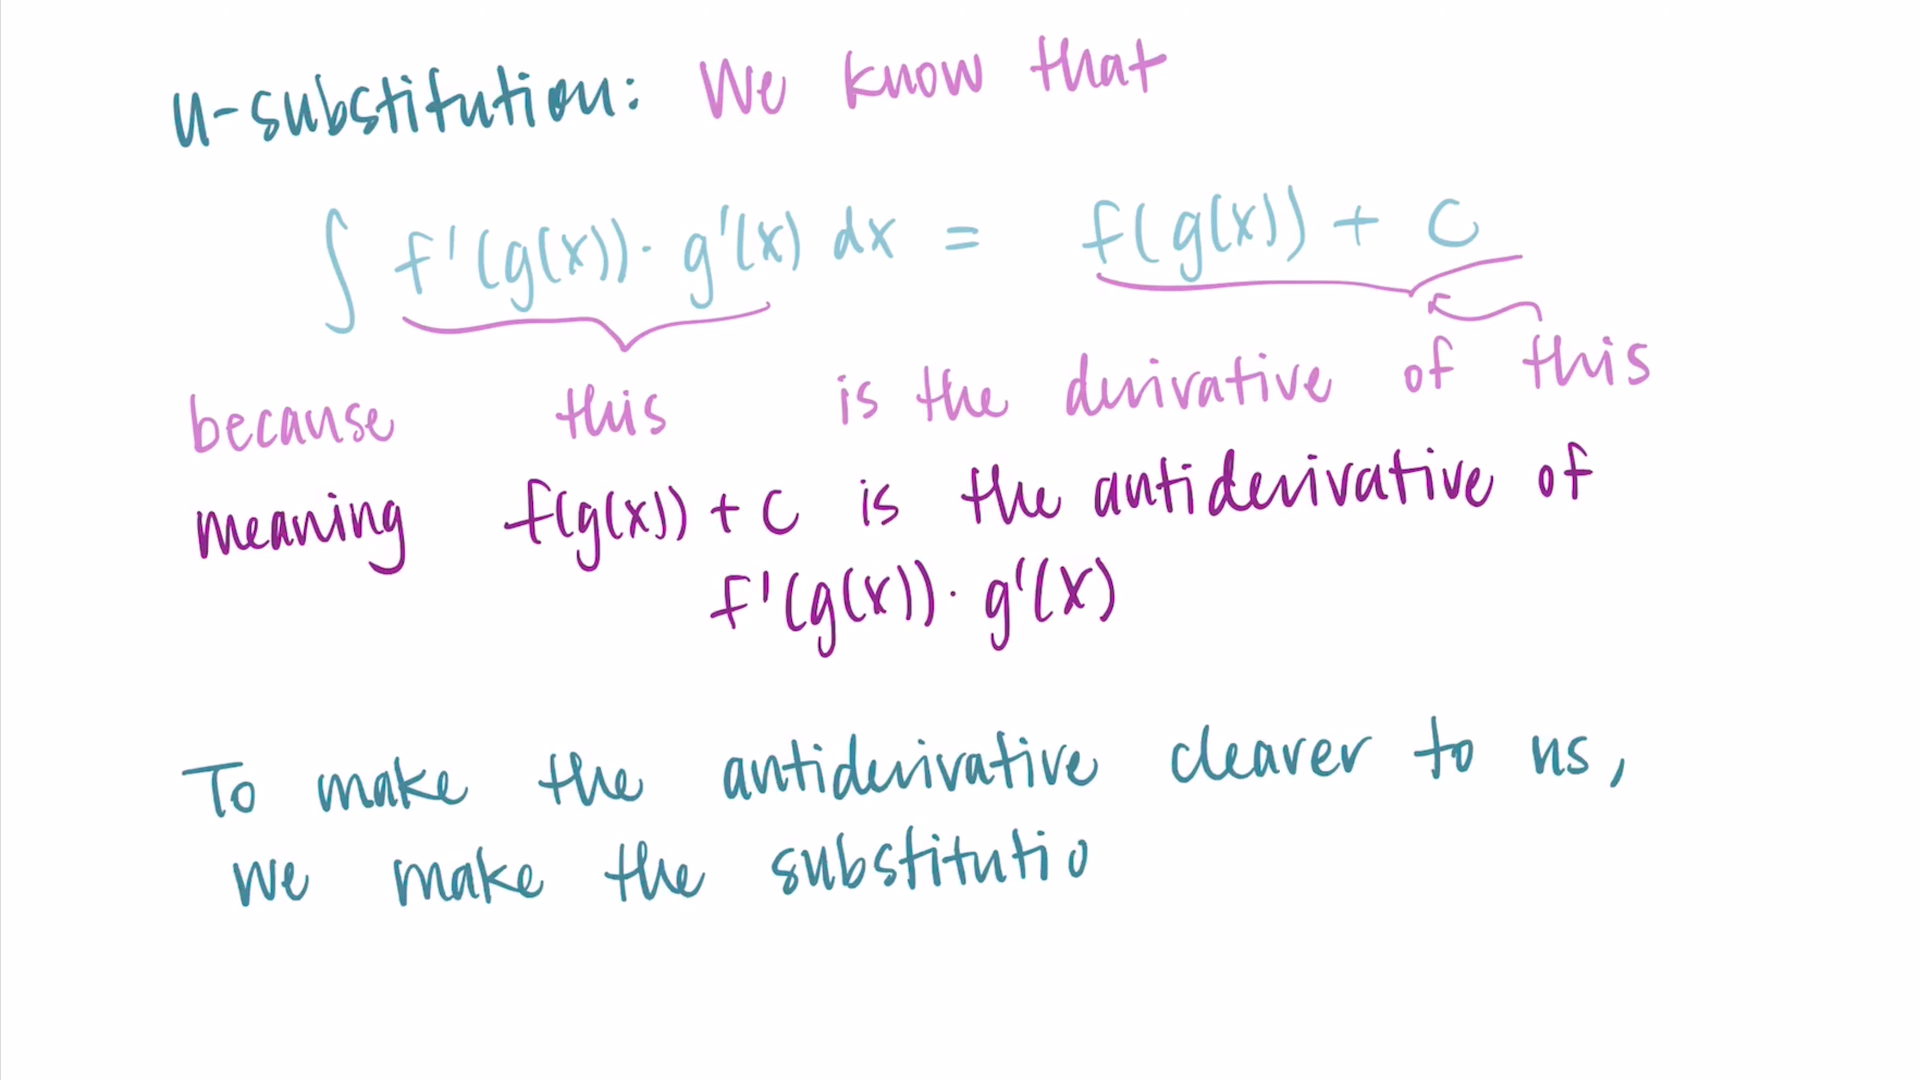 u-substitution: We know that
∫ f'(g(x))· g'(x) dx = f(g(x)) + C
because this is the derivative of this
meaning f(g(x)) + C is the antiderivative of
f'(g(x))· g'(x)
To make the antiderivative clearer to us,
we make the substitutio